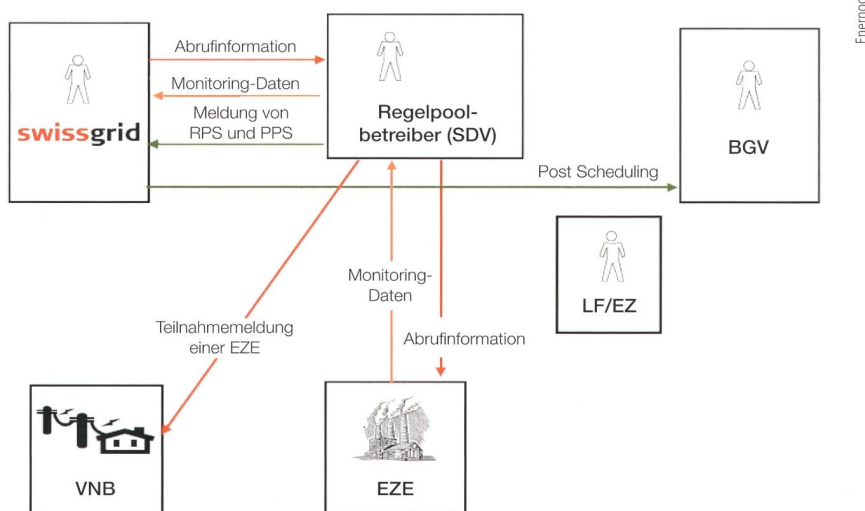 Abrufinformation
Monitoring-Daten
Meldung von
RPS und PPS
swissgrid
Regelpool-
betreiber (SDV)
BGV
Post Scheduling
LF/EZ
Monitoring-
Daten
Teilnahmemeldung
einer EZE
Abrufinformation
VNB
EZE